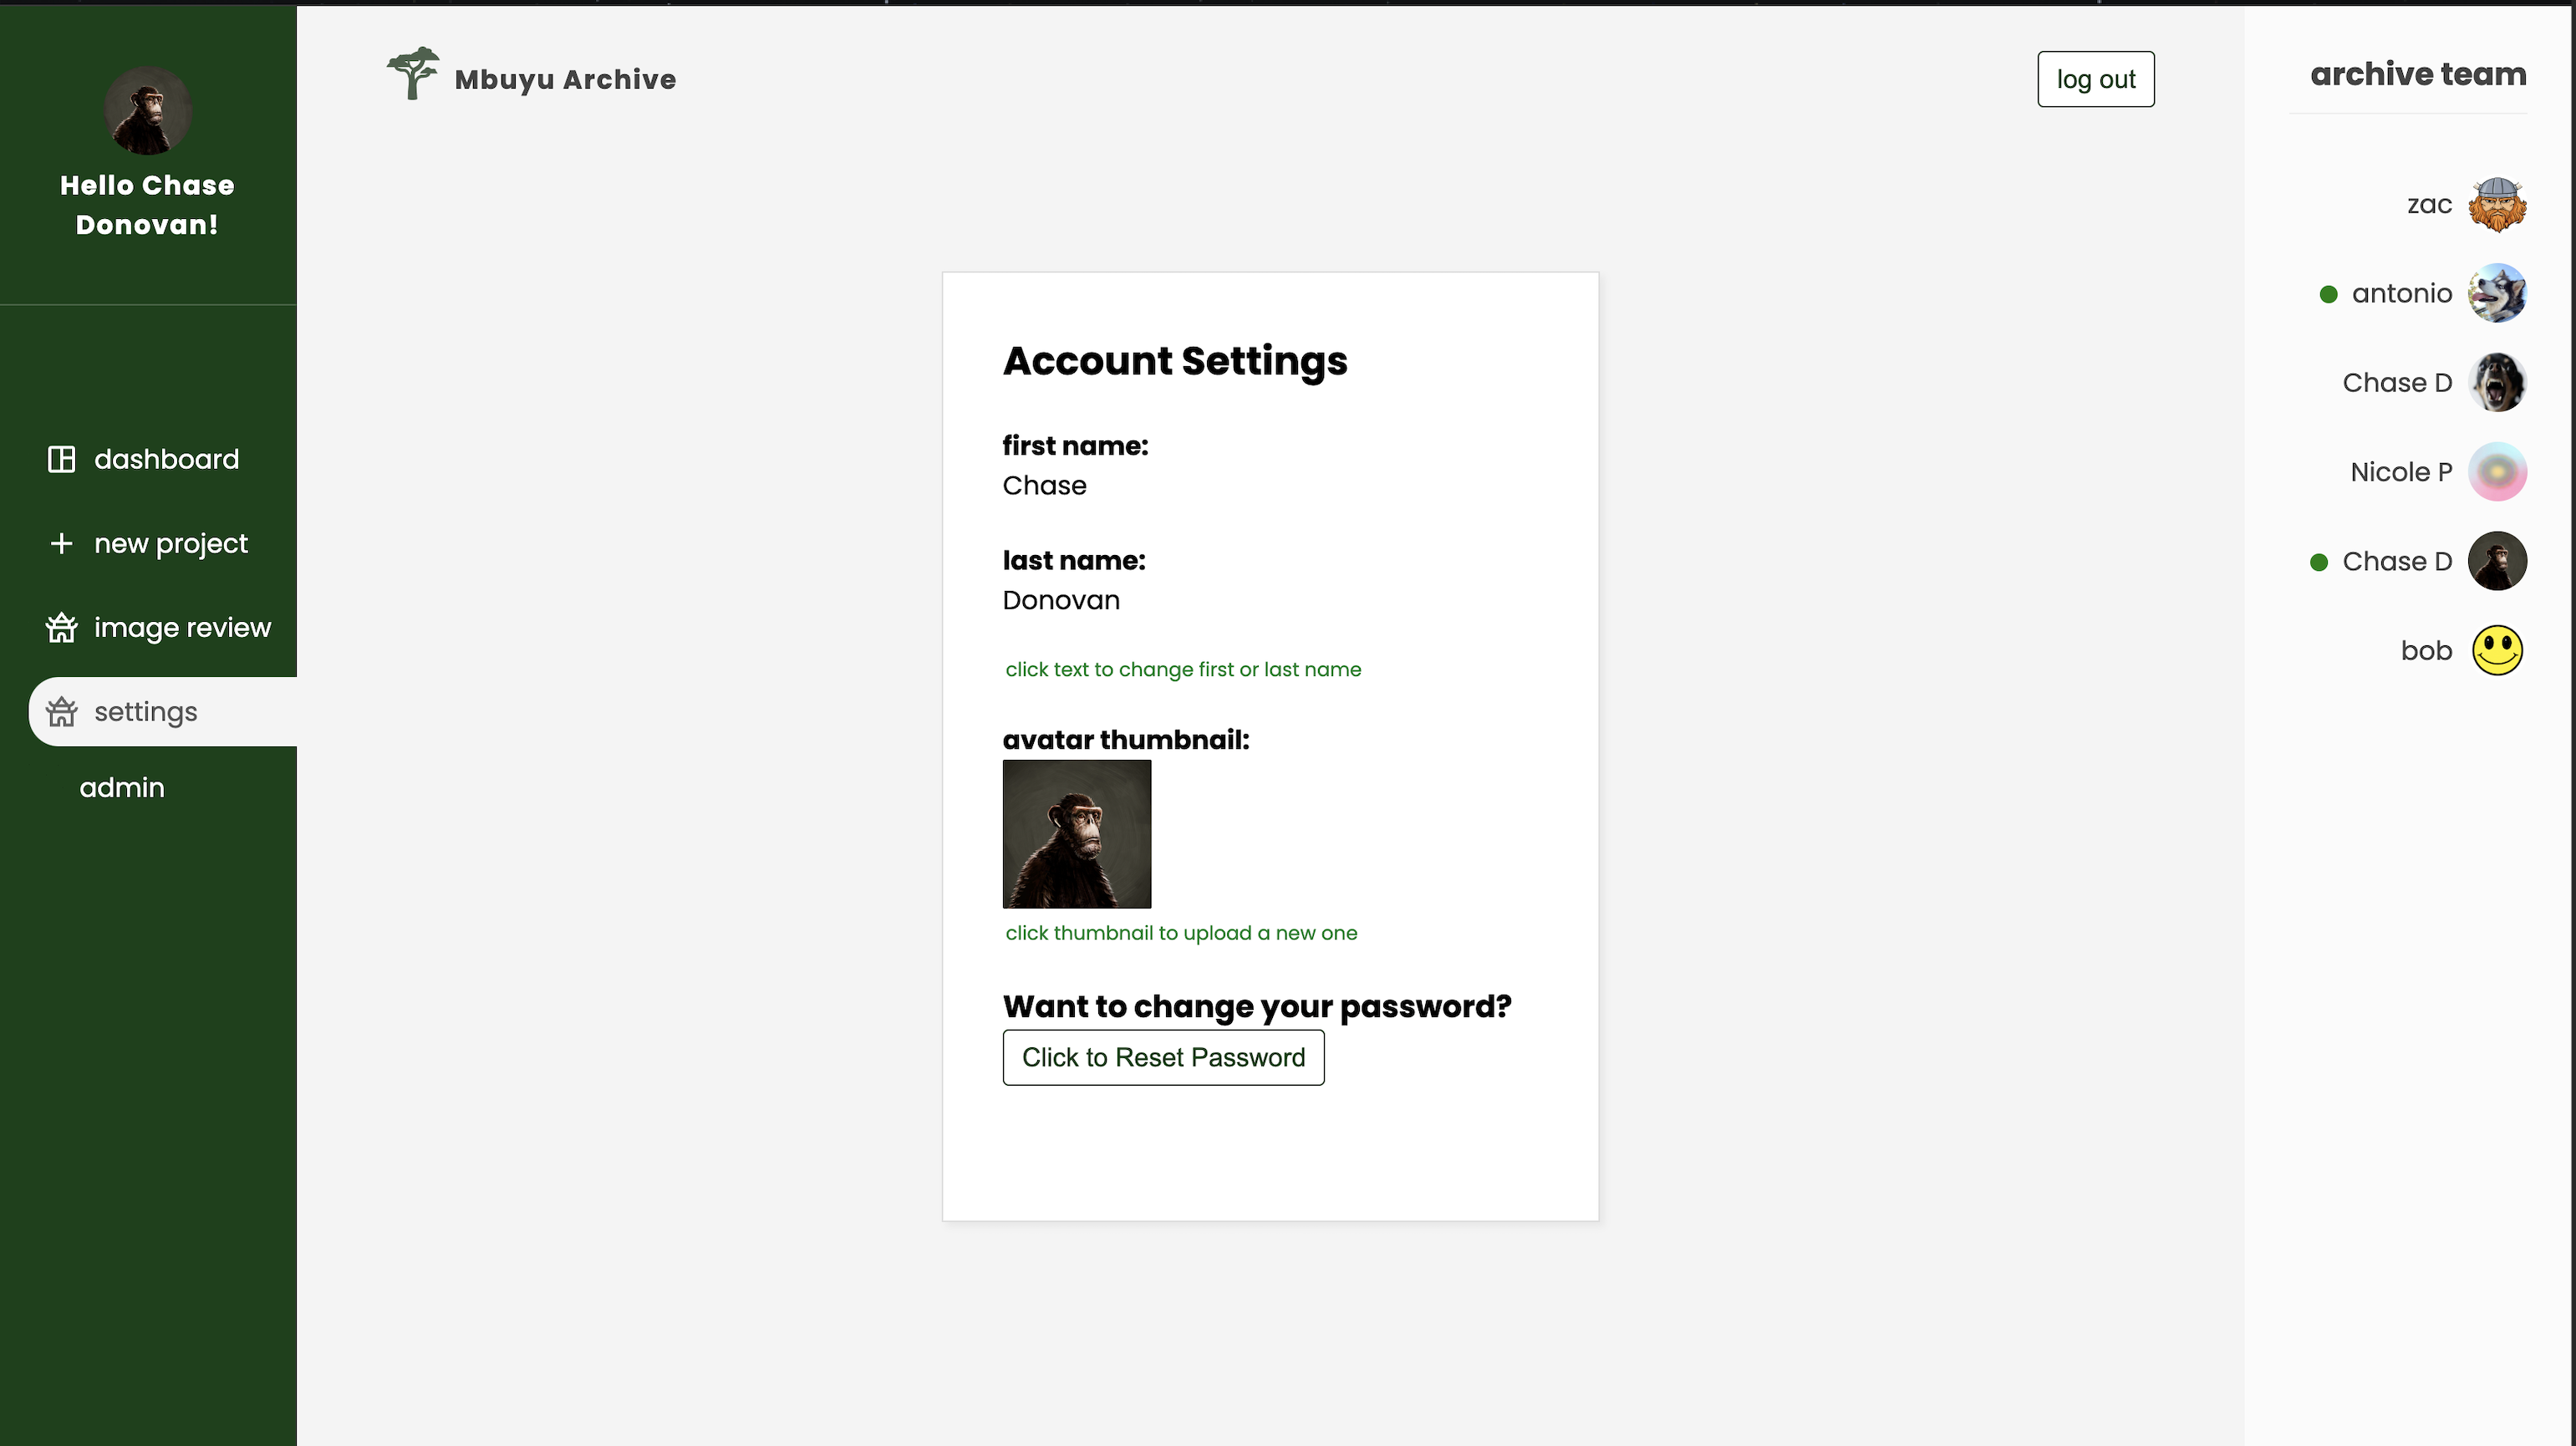 Hello Chase
Donovan!
dashboard
new project
image review
settings
admin
Mbuyu Archive
log out
Account Settings
first name:
Chase
last name:
Donovan
click text to change first or last name
avatar thumbnail:
click thumbnail to upload a new one
Want to change your password?
Click to Reset Password
archive team
zac
antonio
Chase D
Nicole P
Chase D
bob